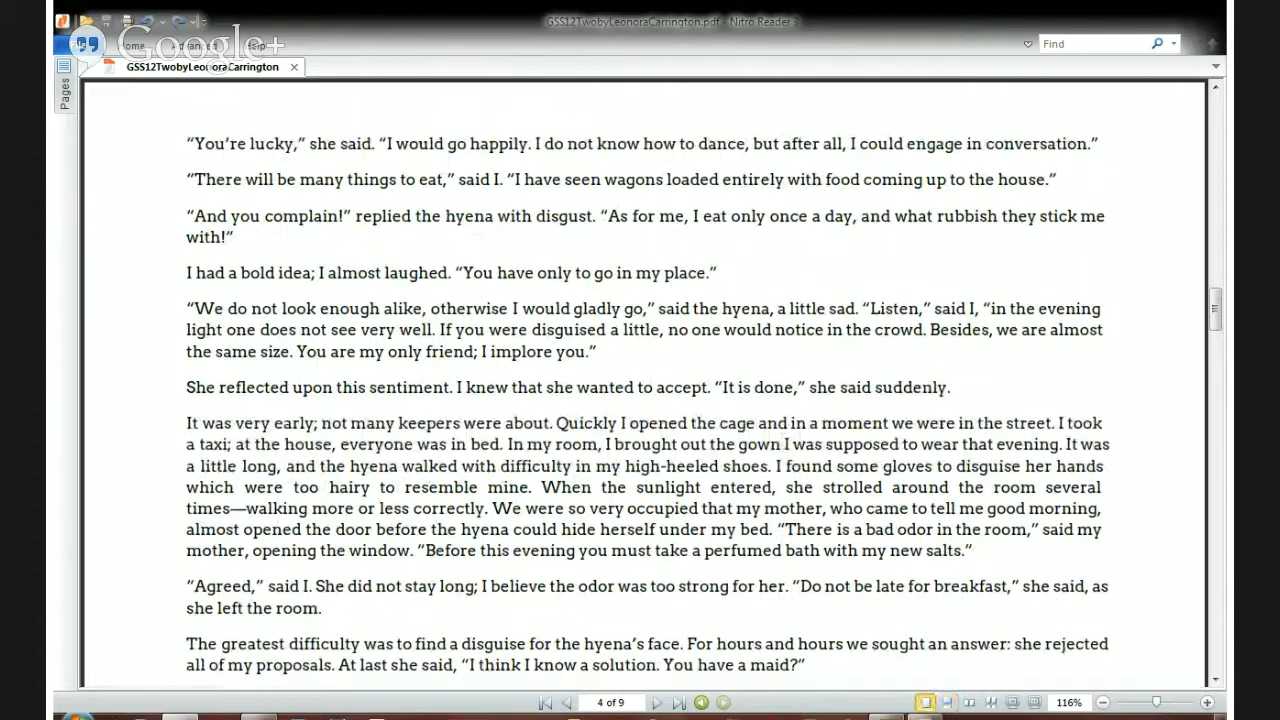 GSS12TwobyLeonoraCarrington.pdf - Nitro Reader 3
Google+
File Home Advanced Help
Find
GSS12TwobyLeonoraCarrington
Pages
“You’re lucky,” she said. “I would go happily. I do not know how to dance, but after all, I could engage in conversation.”
“There will be many things to eat,” said I. “I have seen wagons loaded entirely with food coming up to the house.”
“And you complain!” replied the hyena with disgust. “As for me, I eat only once a day, and what rubbish they stick me
with!”
I had a bold idea; I almost laughed. “You have only to go in my place.”
“We do not look enough alike, otherwise I would gladly go,” said the hyena, a little sad. “Listen,” said I, “in the evening
light one does not see very well. If you were disguised a little, no one would notice in the crowd. Besides, we are almost
the same size. You are my only friend; I implore you.”
She reflected upon this sentiment. I knew that she wanted to accept. “It is done,” she said suddenly.
It was very early; not many keepers were about. Quickly I opened the cage and in a moment we were in the street. I took
a taxi; at the house, everyone was in bed. In my room, I brought out the gown I was supposed to wear that evening. It was
a little long, and the hyena walked with difficulty in my high-heeled shoes. I found some gloves to disguise her hands
which were too hairy to resemble mine. When the sunlight entered, she strolled around the room several
times—walking more or less correctly. We were so very occupied that my mother, who came to tell me good morning,
almost opened the door before the hyena could hide herself under my bed. “There is a bad odor in the room,” said my
mother, opening the window. “Before this evening you must take a perfumed bath with my new salts.”
“Agreed,” said I. She did not stay long; I believe the odor was too strong for her. “Do not be late for breakfast,” she said, as
she left the room.
The greatest difficulty was to find a disguise for the hyena’s face. For hours and hours we sought an answer: she rejected
all of my proposals. At last she said, “I think I know a solution. You have a maid?”
4 of 9
116%